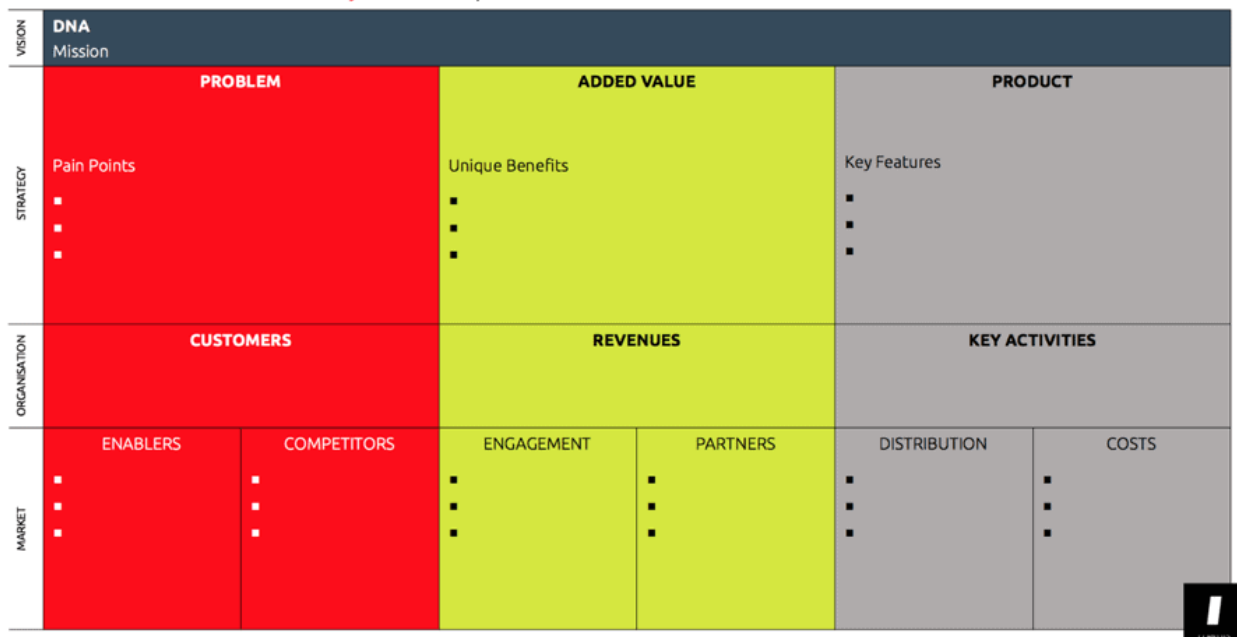 VISION
DNA
Mission
STRATEGY
PROBLEM
Pain Points
ADDED VALUE
Unique Benefits
PRODUCT
Key Features
ORGANISATION
CUSTOMERS
REVENUES
KEY ACTIVITIES
MARKET
ENABLERS
COMPETITORS
ENGAGEMENT
PARTNERS
DISTRIBUTION
COSTS